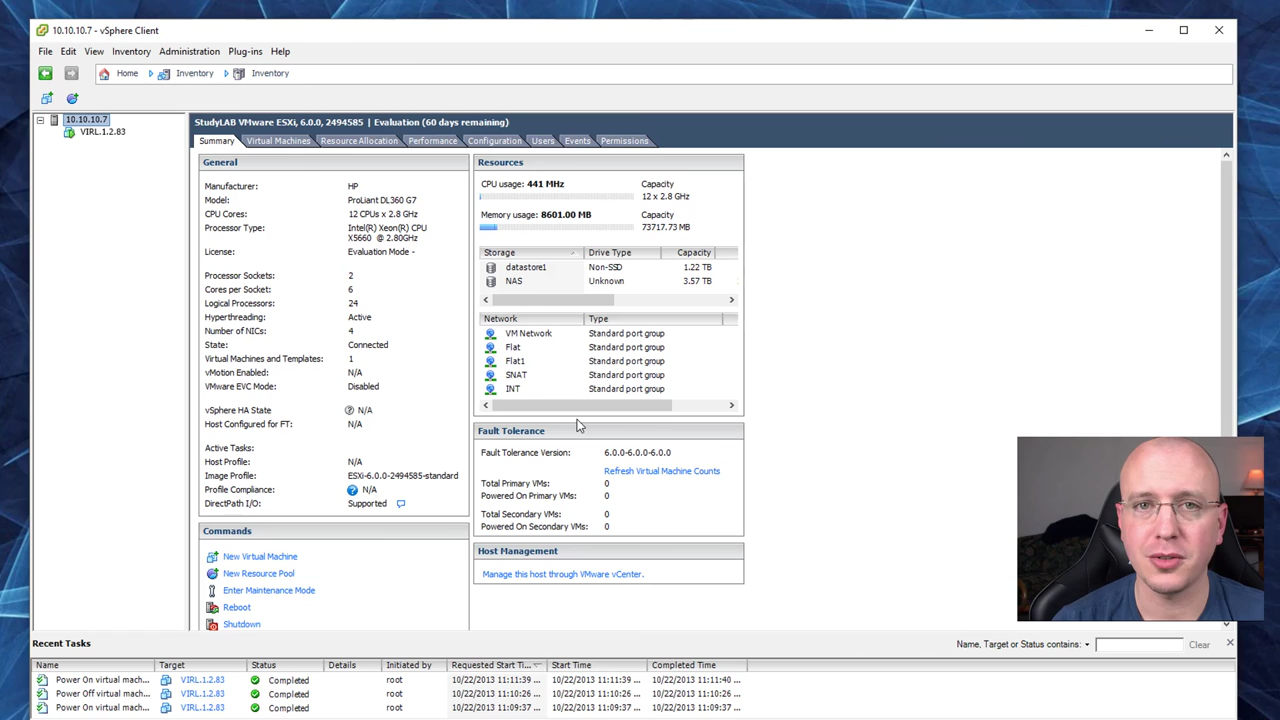 10.10.10.7 - vSphere Client
File Edit View Inventory Administration Plug-ins Help
Home Inventory Inventory
10.10.10.7
VIRL.1.2.83
StudyLAB VMware ESXi, 6.0.0, 2494585 | Evaluation (60 days remaining)
Summary Virtual Machines Resource Allocation Performance Configuration Users Events Permissions
General
Manufacturer: HP
Model: ProLiant DL360 G7
CPU Cores: 12 CPUs x 2.8 GHz
Processor Type: Intel(R) Xeon(R) CPU
X5660 @ 2.80GHz
License: Evaluation Mode -
Processor Sockets: 2
Cores per Socket: 6
Logical Processors: 24
Hyperthreading: Active
Number of NICs: 4
State: Connected
Virtual Machines and Templates: 1
vMotion Enabled: N/A
VMware EVC Mode: Disabled
vSphere HA State ? N/A
Host Configured for FT: N/A
Active Tasks:
Host Profile: N/A
Image Profile: ESXi-6.0.0-2494585-standard
Profile Compliance: ? N/A
DirectPath I/O: Supported
Commands
New Virtual Machine
New Resource Pool
Enter Maintenance Mode
Reboot
Shutdown
Resources
CPU usage: 441 MHz Capacity
12 x 2.8 GHz
Memory usage: 8601.00 MB Capacity
73717.73 MB
Storage Drive Type Capacity
datastore1 Non-SSD 1.22 TB
NAS Unknown 3.57 TB
Network Type
VM Network Standard port group
Flat Standard port group
Flat1 Standard port group
SNAT Standard port group
INT Standard port group
Fault Tolerance
Fault Tolerance Version: 6.0.0-6.0.0-6.0.0
Refresh Virtual Machine Counts
Total Primary VMs: 0
Powered On Primary VMs: 0
Total Secondary VMs: 0
Powered On Secondary VMs: 0
Host Management
Manage this host through VMware vCenter.
Recent Tasks
Name, Target or Status contains: Clear
Name Target Status Details Initiated by Requested Start Ti... Start Time Completed Time
Power On virtual mach... VIRL.1.2.83 Completed root 10/22/2013 11:11:39 ... 10/22/2013 11:11:39 ... 10/22/2013 11:11:40 ...
Power Off virtual mach... VIRL.1.2.83 Completed root 10/22/2013 11:10:26 ... 10/22/2013 11:10:26 ... 10/22/2013 11:10:26 ...
Power On virtual mach... VIRL.1.2.83 Completed root 10/22/2013 11:09:37 ... 10/22/2013 11:09:37 ... 10/22/2013 11:09:37 ...